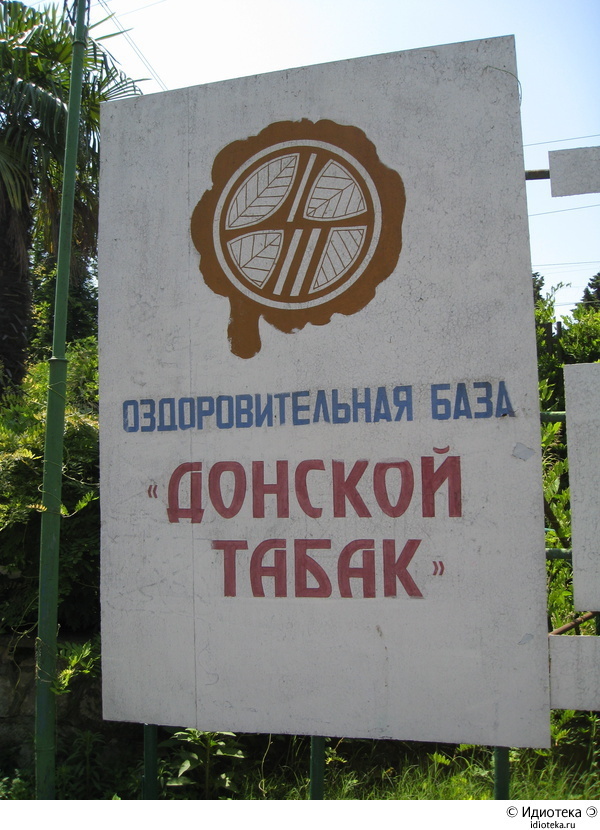 ОЗДОРОВИТЕЛЬНАЯ БАЗА
«ДОНСКОЙ
ТАБАК»
© Идиотека
idioteka.ru